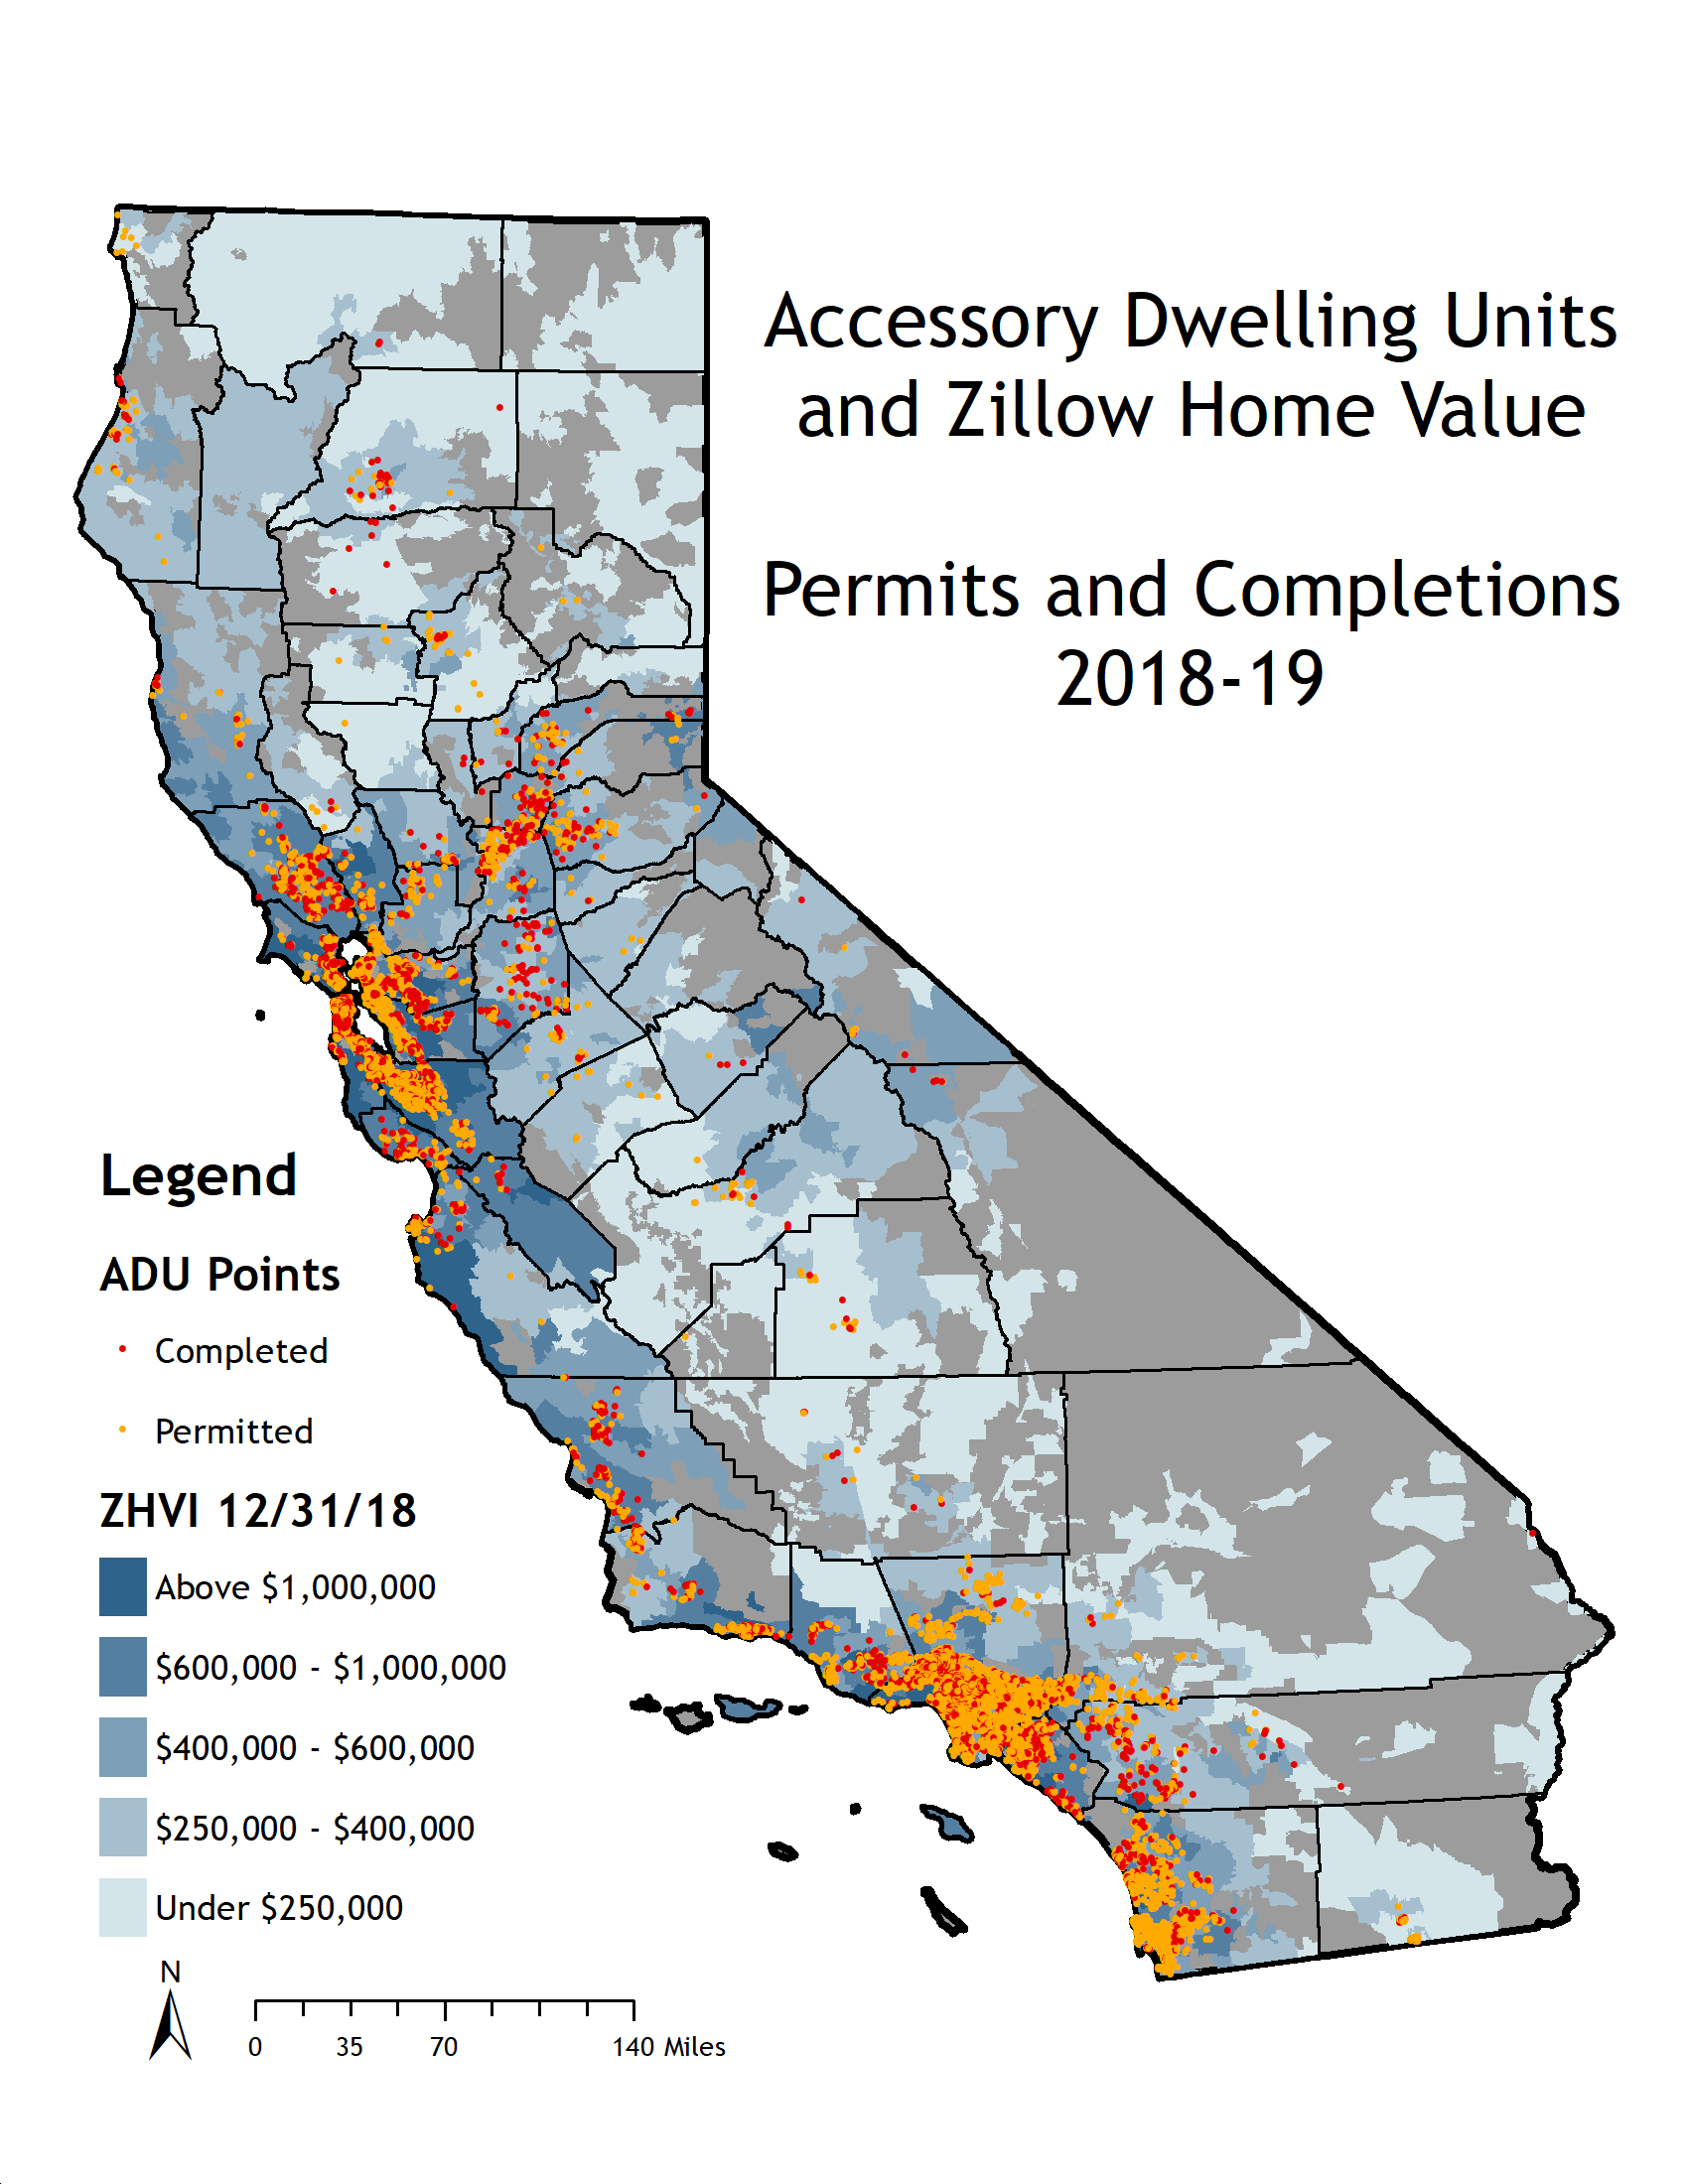 Accessory Dwelling Units
and Zillow Home Value
Permits and Completions
2018-19
Legend
ADU Points
Completed
Permitted
ZHVI 12/31/18
Above $1,000,000
$600,000 - $1,000,000
$400,000 - $600,000
$250,000 - $400,000
Under $250,000
N
0 35 70 140 Miles